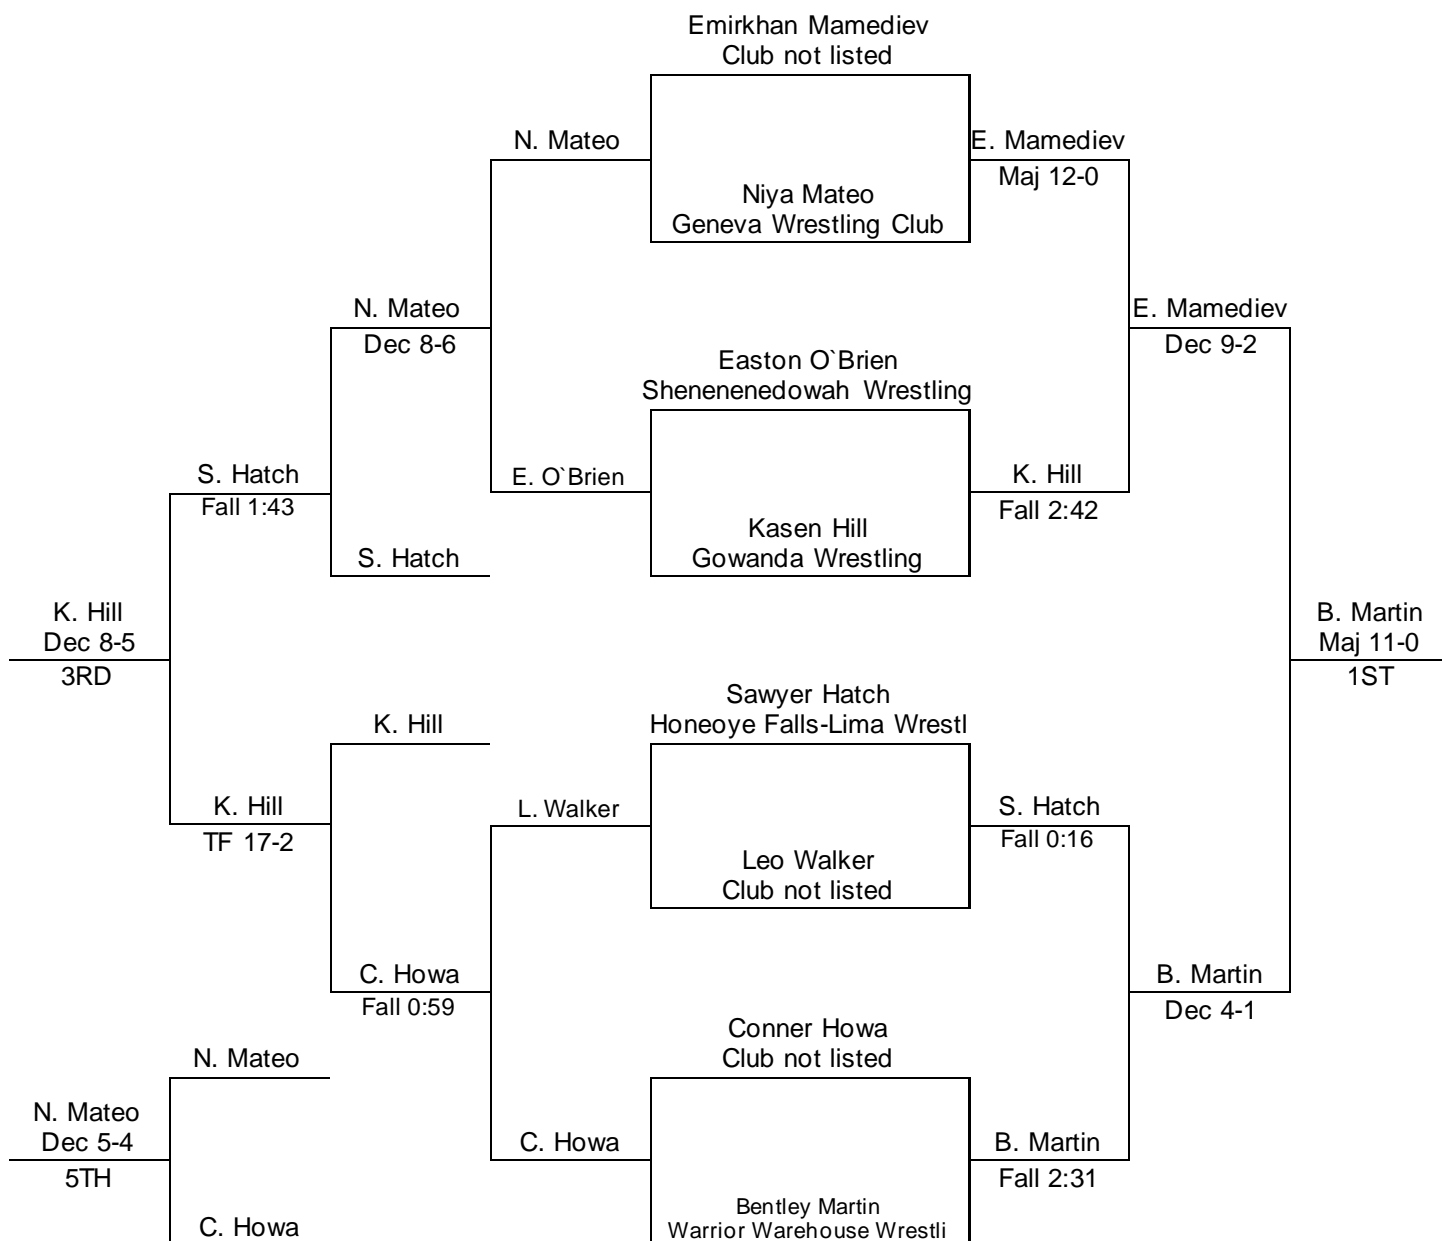 Emirkhan Mamediev
Club not listed
N. Mateo
E. Mamediev
Maj 12-0
Niya Mateo
Geneva Wrestling Club
N. Mateo
Dec 8-6
E. Mamediev
Dec 9-2
Easton O`Brien
Shenenenedowah Wrestling
S. Hatch
Fall 1:43
E. O`Brien
K. Hill
Fall 2:42
Kasen Hill
Gowanda Wrestling
S. Hatch
K. Hill
Dec 8-5
3RD
B. Martin
Maj 11-0
1ST
Sawyer Hatch
Honeoye Falls-Lima Wrestl
K. Hill
K. Hill
TF 17-2
L. Walker
S. Hatch
Fall 0:16
Leo Walker
Club not listed
C. Howa
Fall 0:59
B. Martin
Dec 4-1
Conner Howa
Club not listed
N. Mateo
N. Mateo
Dec 5-4
5TH
C. Howa
B. Martin
Fall 2:31
Bentley Martin
Warrior Warehouse Wrestli
C. Howa